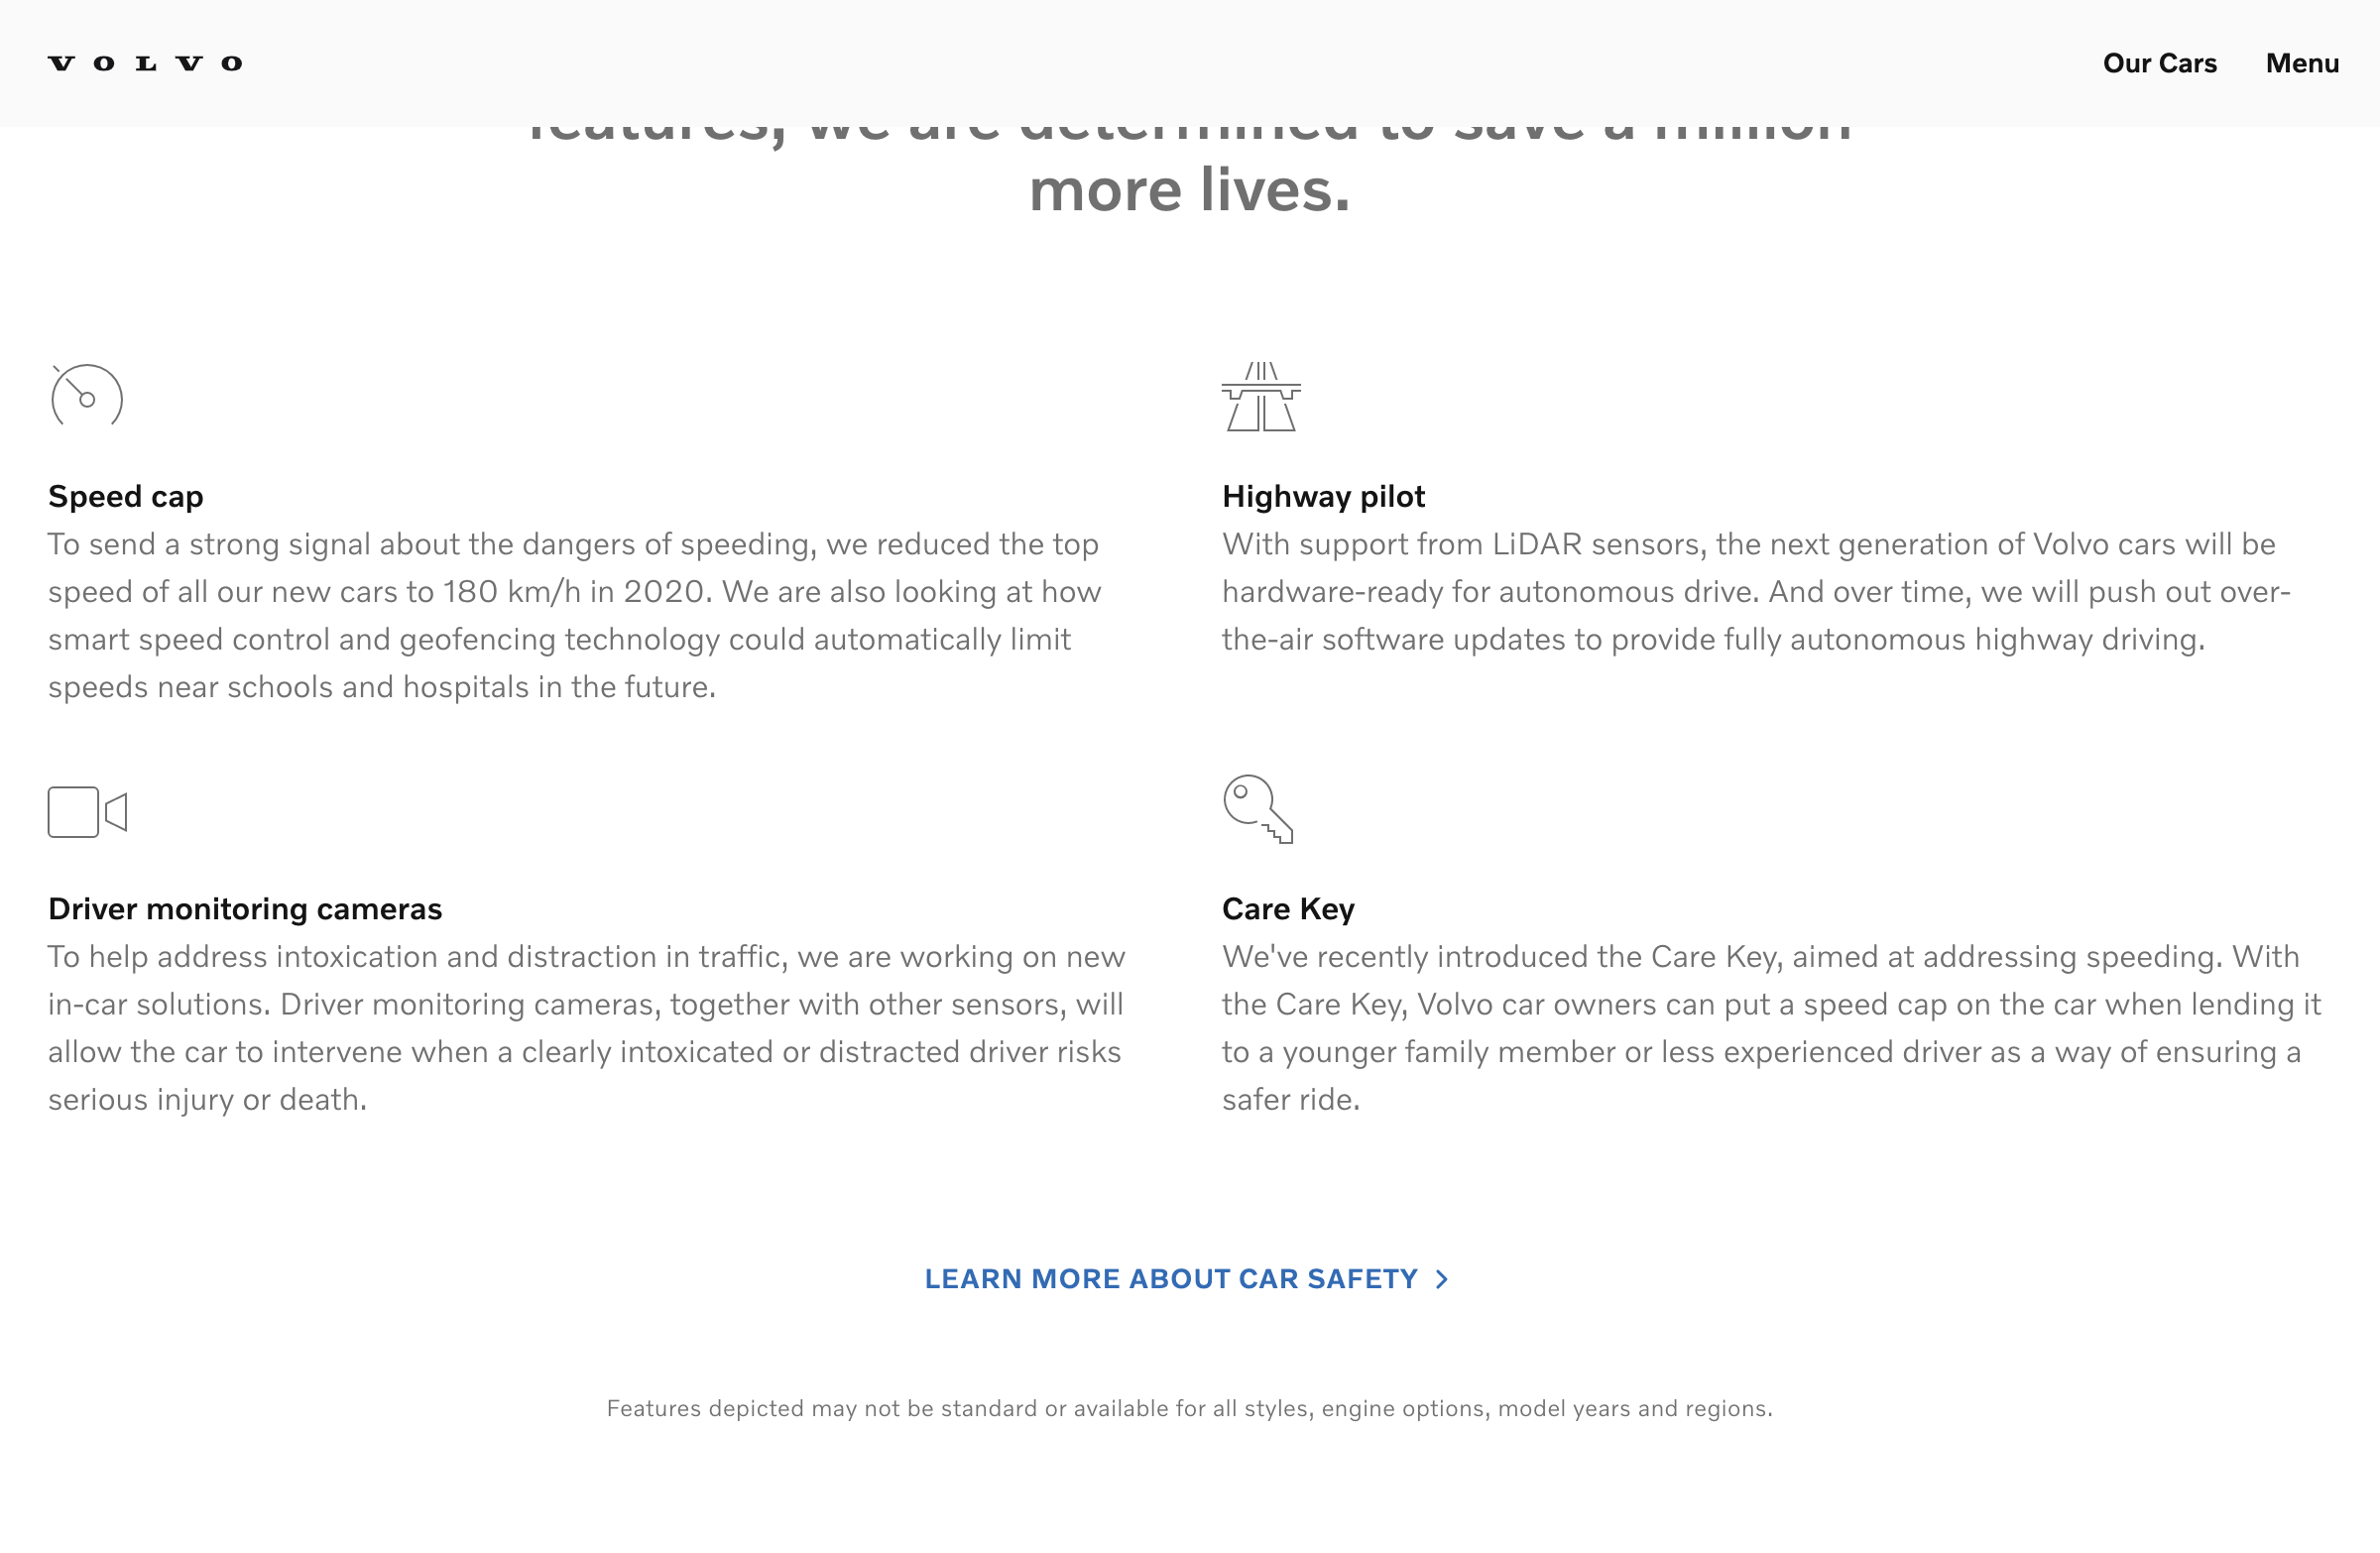 VOLVO
Our Cars
Menu
features, we are determined to save a million
more lives.
Speed cap
To send a strong signal about the dangers of speeding, we reduced the top
speed of all our new cars to 180 km/h in 2020. We are also looking at how
smart speed control and geofencing technology could automatically limit
speeds near schools and hospitals in the future.
Highway pilot
With support from LiDAR sensors, the next generation of Volvo cars will be
hardware-ready for autonomous drive. And over time, we will push out over-
the-air software updates to provide fully autonomous highway driving.
Driver monitoring cameras
To help address intoxication and distraction in traffic, we are working on new
in-car solutions. Driver monitoring cameras, together with other sensors, will
allow the car to intervene when a clearly intoxicated or distracted driver risks
serious injury or death.
Care Key
We've recently introduced the Care Key, aimed at addressing speeding. With
the Care Key, Volvo car owners can put a speed cap on the car when lending it
to a younger family member or less experienced driver as a way of ensuring a
safer ride.
LEARN MORE ABOUT CAR SAFETY
Features depicted may not be standard or available for all styles, engine options, model years and regions.